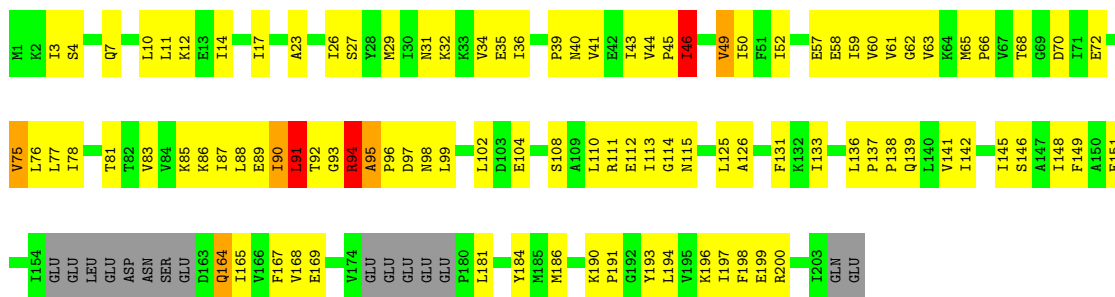 M1 K2 I3 S4 Q7 L10 L11 K12 E13 I14 I17 A23 I26 S27 Y28 M29 I30 N31 K32 K33 V34 E35 I36 P39 N40 V41 E42 I43 V44 P45 I46 V49 I50 F51 I52 E57 E58 I59 V60 V61 G62 V63 K64 M65 P66 V67 T68 G69 D70 I71 E72
V75 L76 L77 I78 T81 T82 V83 V84 K85 K86 I87 L88 E89 I90 L91 T92 G93 R94 A95 P96 D97 N98 L99 L102 D103 E104 S108 A109 L110 R111 E112 I113 G114 N115 L125 A126 F131 K132 I133 L136 P137 P138 Q139 L140 V141 I142 I145 S146 A147 I148 F149 A150 E151
I154 GLU GLU LEU GLU ASP ASN SER GLU D163 Q164 I165 V166 F167 V168 E169 V174 GLU GLU GLU GLU GLU P180 L181 Y184 M185 M186 K190 P191 G192 Y193 L194 V195 K196 I197 F198 E199 R200 I203 GLN GLU